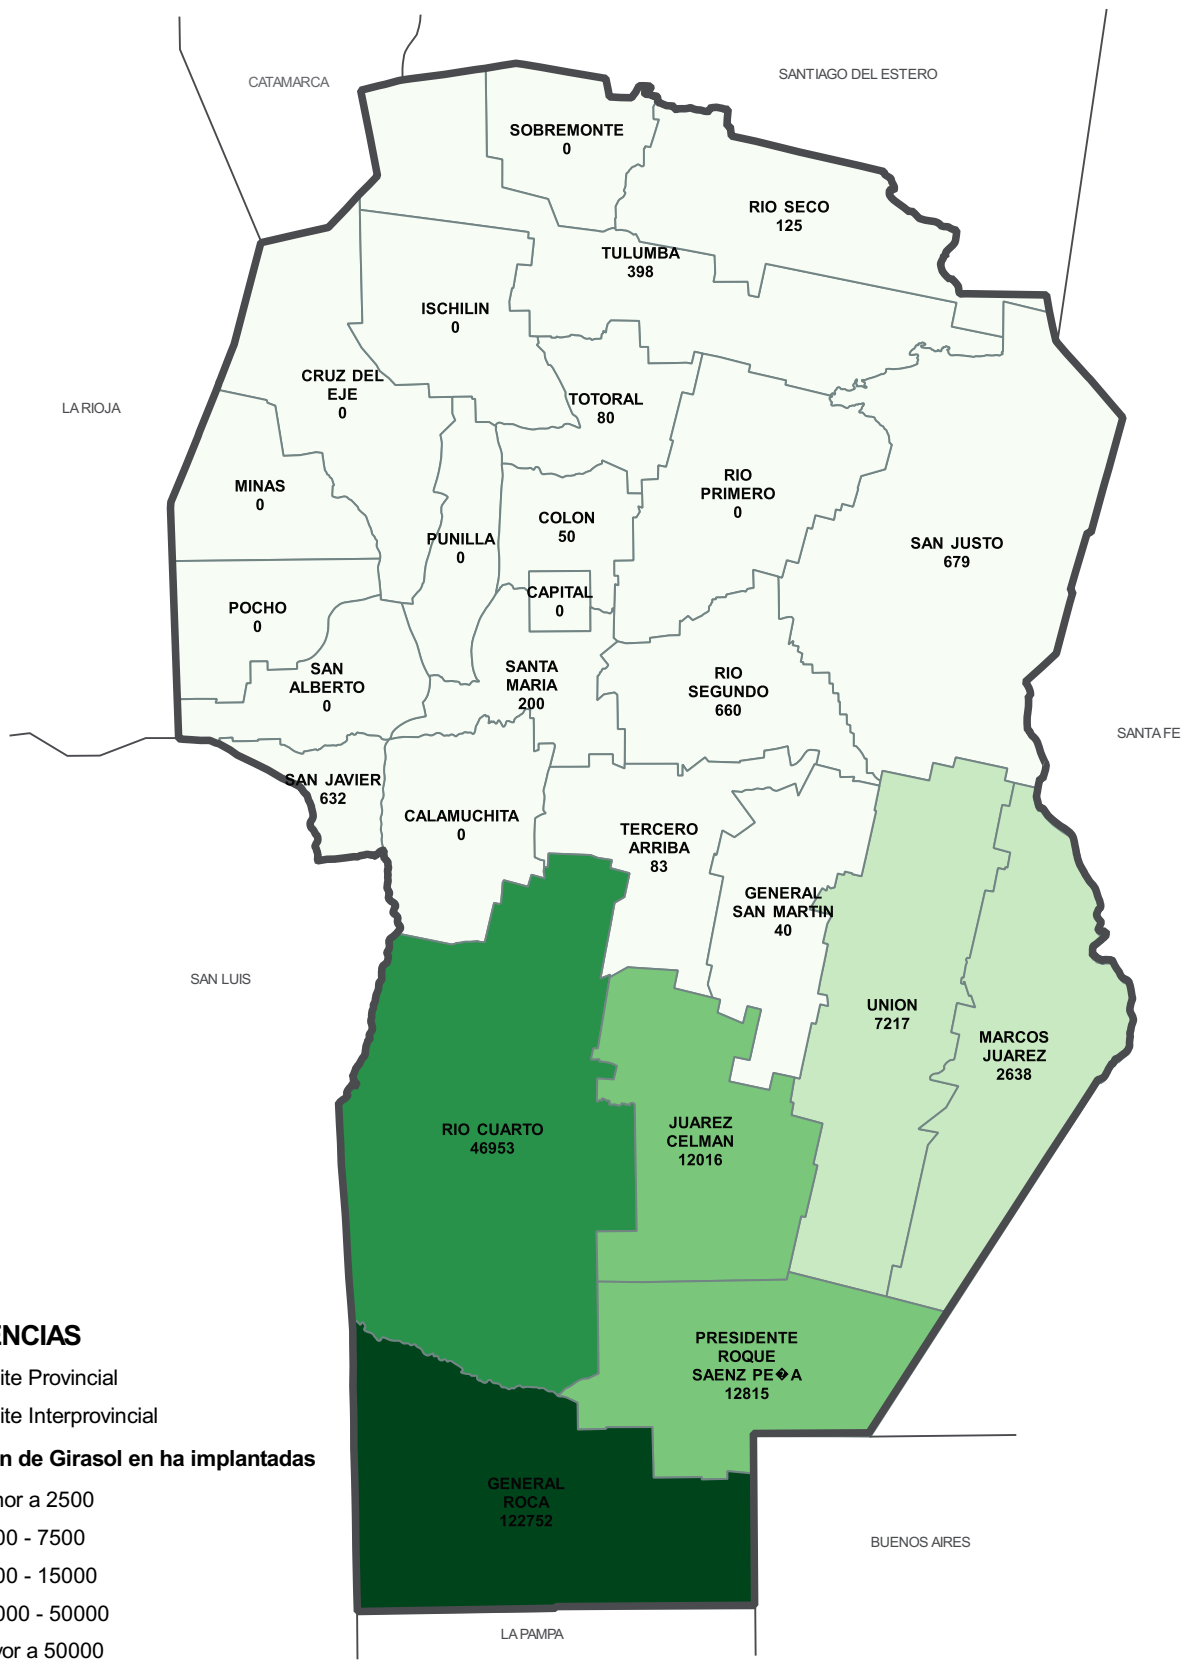 CATAMARCA
SANTIAGO DEL ESTERO
SOBREMONTE
0
RIO SECO
125
TULUMBA
398
ISCHILIN
0
CRUZ DEL
EJE
0
LA RIOJA
TOTORAL
80
MINAS
0
RIO
PRIMERO
0
COLON
50
PUNILLA
0
SAN JUSTO
679
CAPITAL
0
POCHO
0
SAN
ALBERTO
0
SANTA
MARIA
200
RIO
SEGUNDO
660
SANTA FE
SAN JAVIER
632
CALAMUCHITA
0
TERCERO
ARRIBA
83
GENERAL
SAN MARTIN
40
SAN LUIS
UNION
7217
MARCOS
JUAREZ
2638
RIO CUARTO
46953
JUAREZ
CELMAN
12016
PRESIDENTE
ROQUE
SAENZ PE�A
12815
GENERAL
ROCA
122752
BUENOS AIRES
LA PAMPA
ENCIAS
ite Provincial
ite Interprovincial
n de Girasol en ha implantadas
nor a 2500
00 - 7500
00 - 15000
000 - 50000
yor a 50000